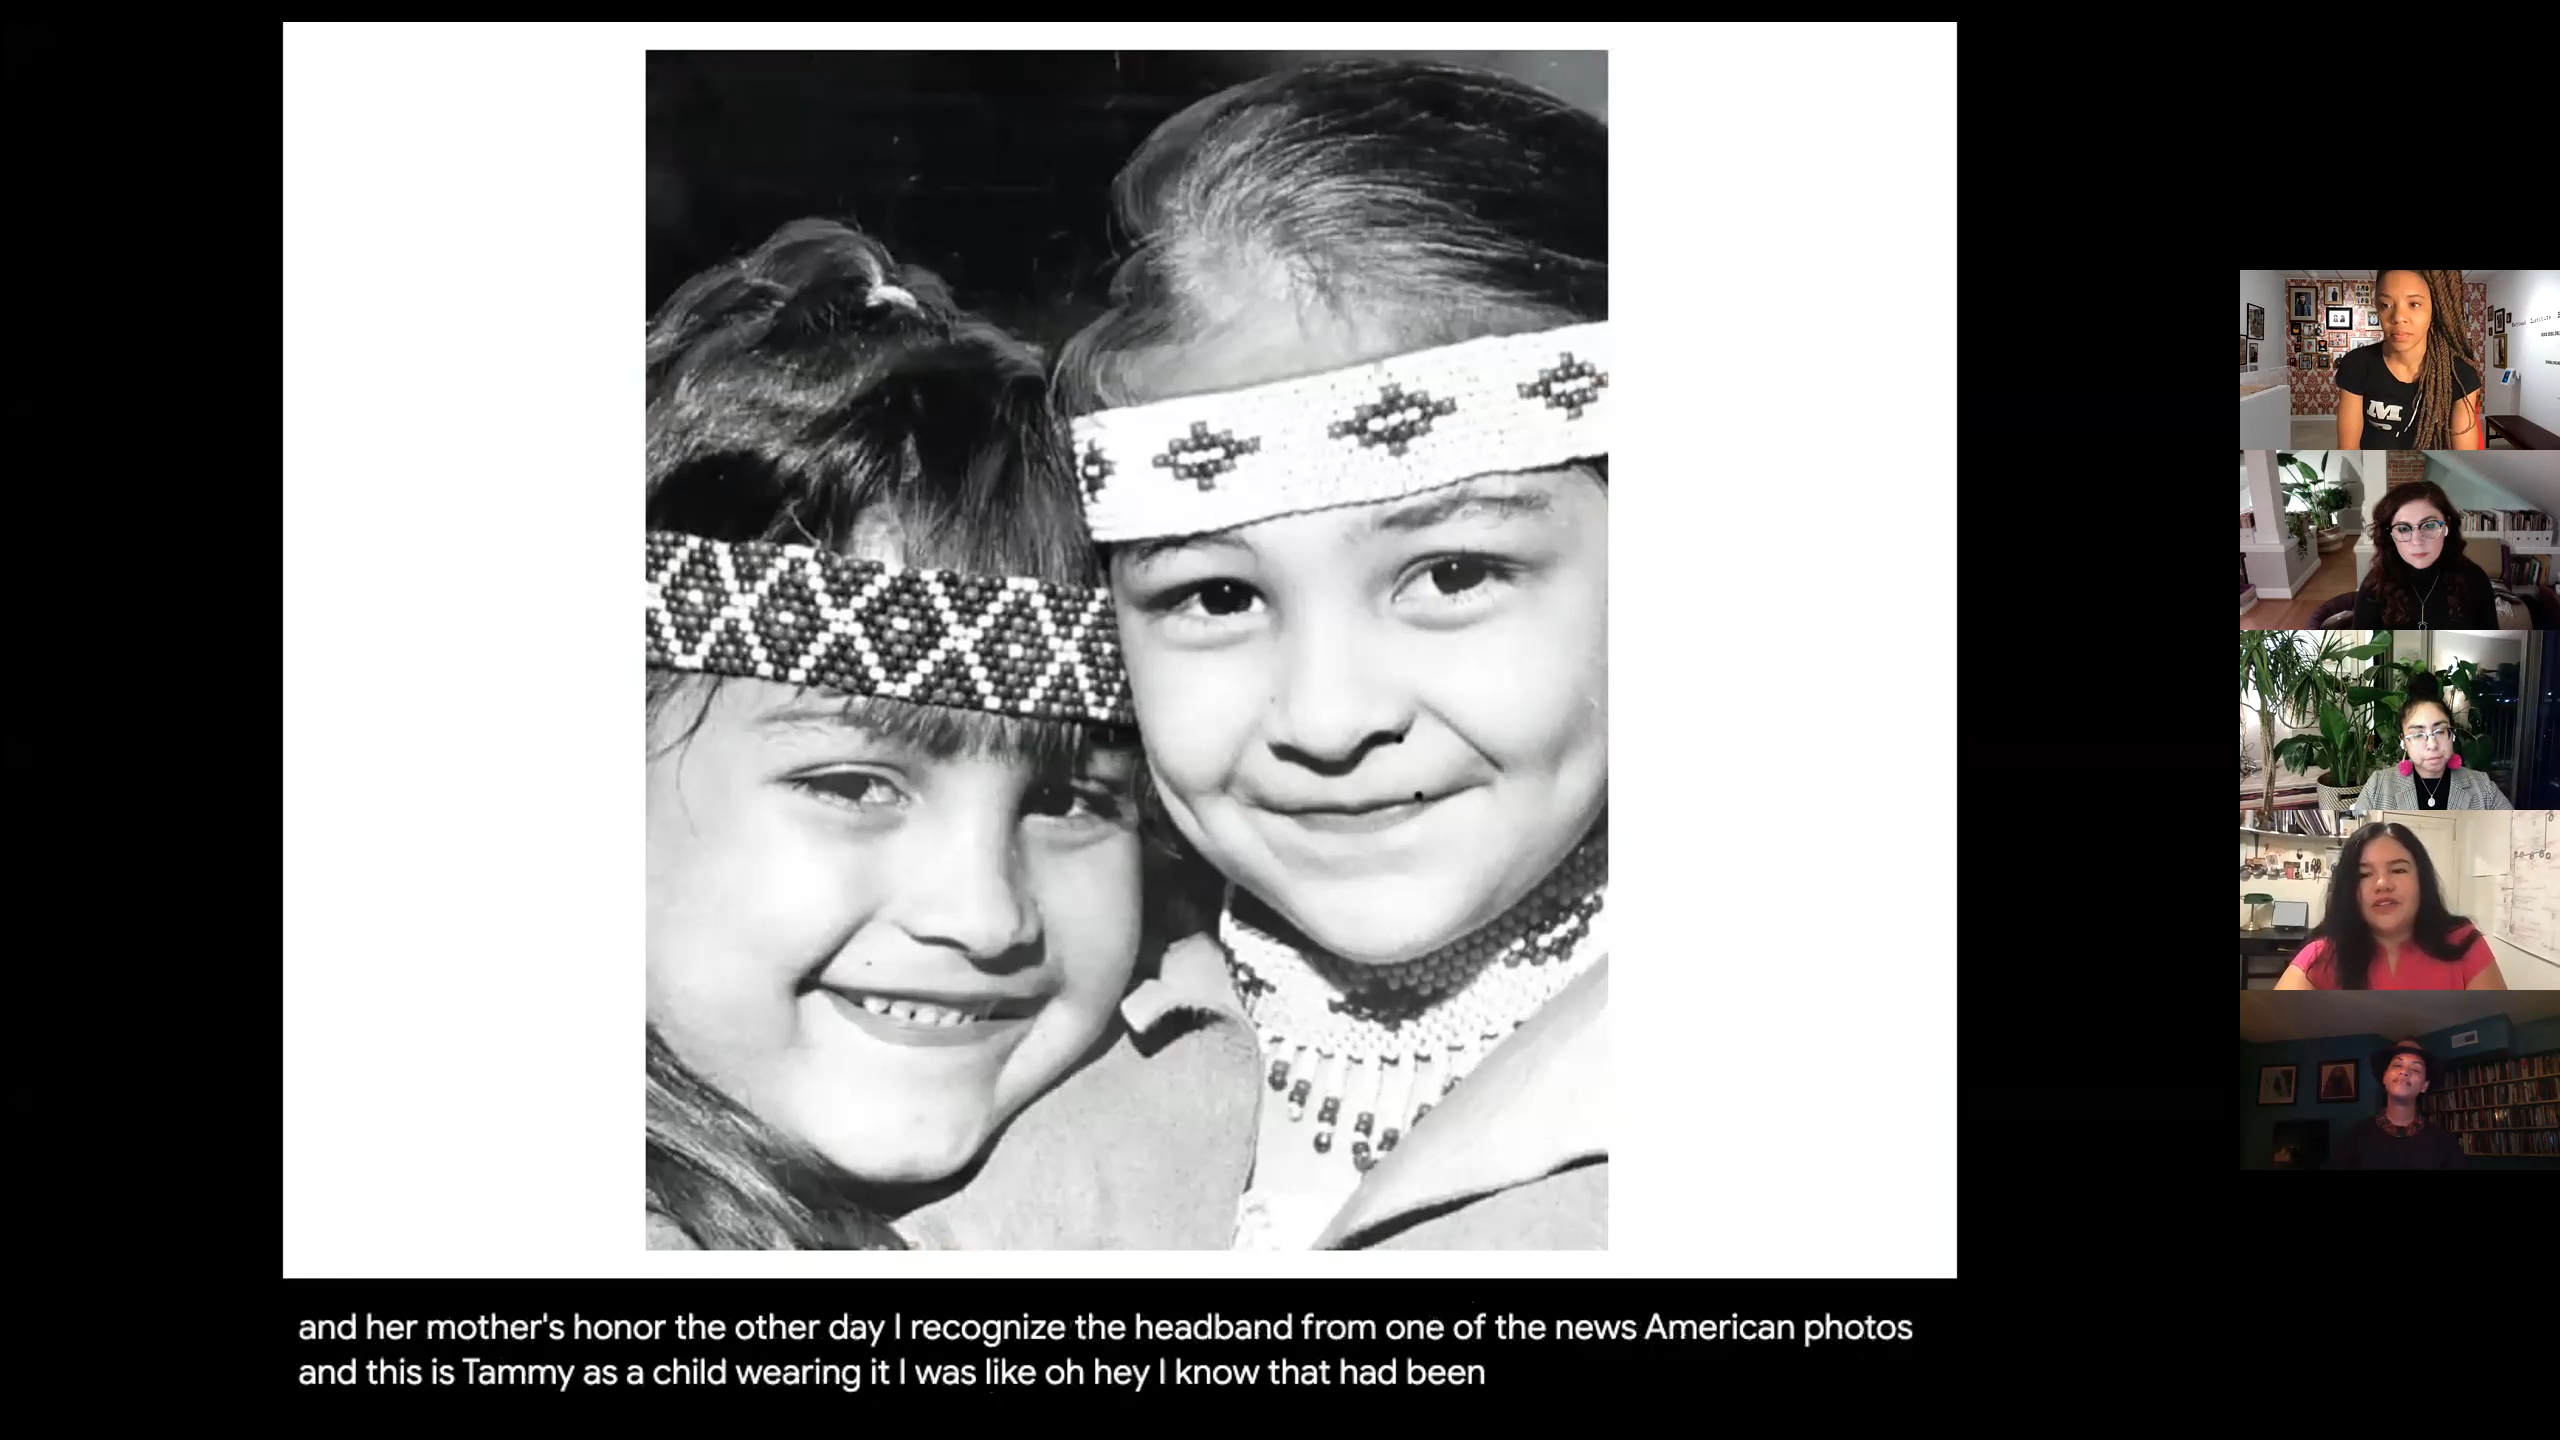 and her mother's honor the other day I recognize the headband from one of the news American photos
and this is Tammy as a child wearing it I was like oh hey I know that had been
M